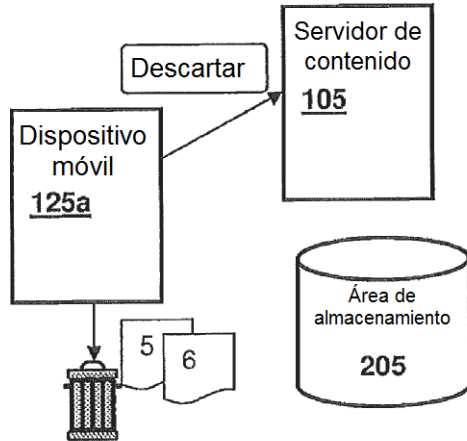 Servidor de
contenido
105
Descartar
Dispositivo
móvil
125a
Área de
almacenamiento
205
5
6